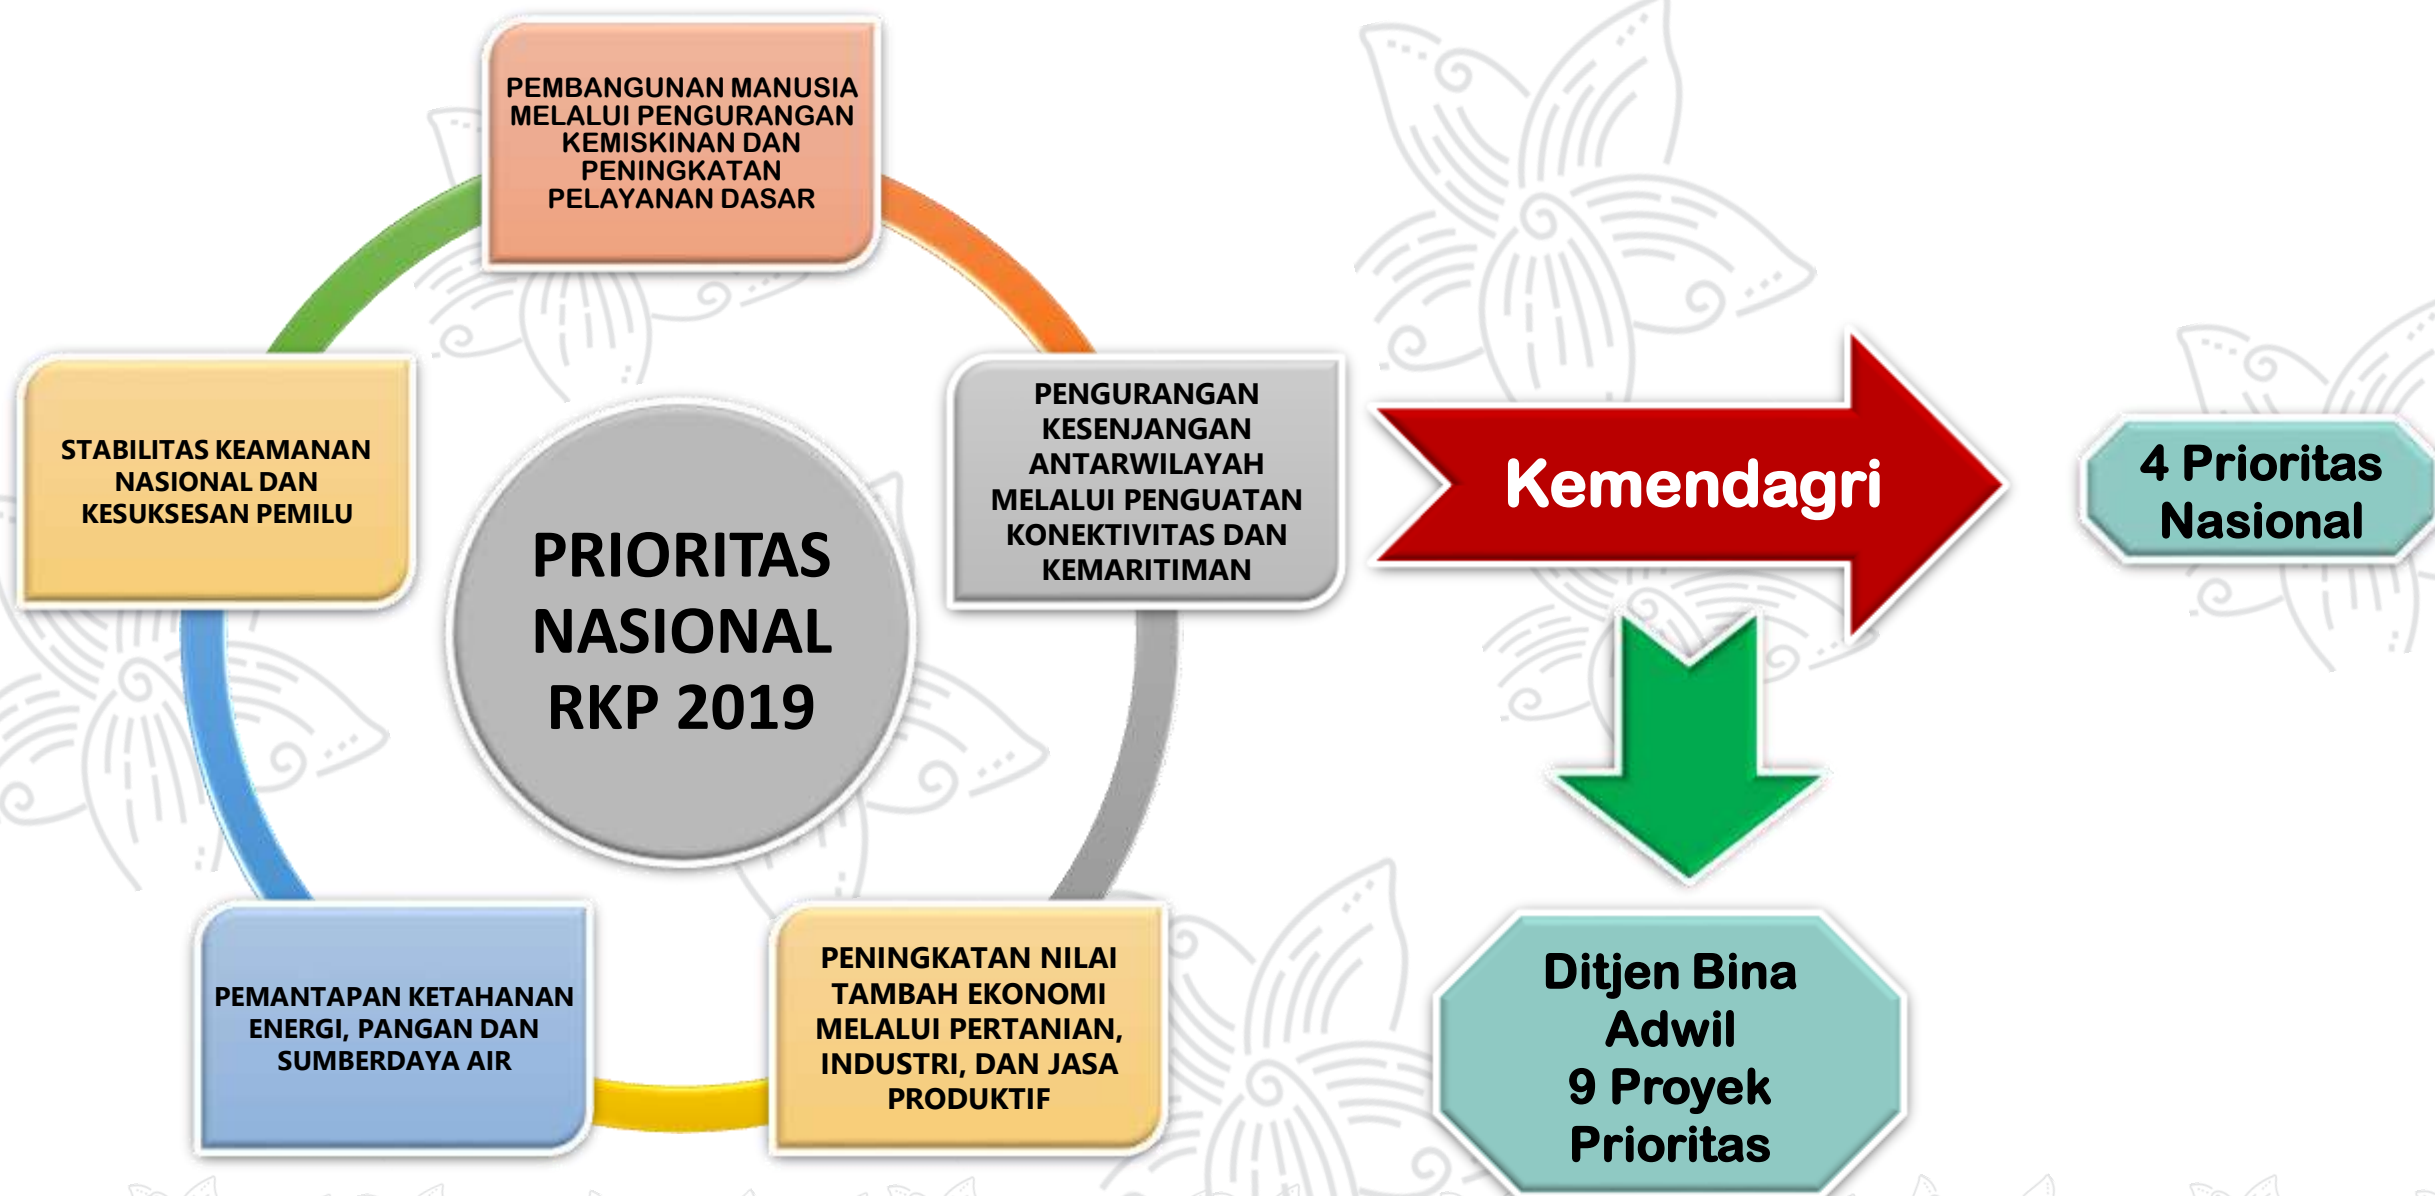 PEMBANGUNAN MANUSIA
MELALUI PENGURANGAN
KEMISKINAN DAN
PENINGKATAN
PELAYANAN DASAR
PENGURANGAN
KESENJANGAN
ANTARWILAYAH
MELALUI PENGUATAN
KONEKTIVITAS DAN
KEMARITIMAN
PENINGKATAN NILAI
TAMBAH EKONOMI
MELALUI PERTANIAN,
INDUSTRI, DAN JASA
PRODUKTIF
PEMANTAPAN KETAHANAN
ENERGI, PANGAN DAN
SUMBERDAYA AIR
STABILITAS KEAMANAN
NASIONAL DAN
KESUKSESAN PEMILU
PRIORITAS
NASIONAL
RKP 2019
Kemendagri
4 Prioritas
Nasional
Ditjen Bina
Adwil
9 Proyek
Prioritas